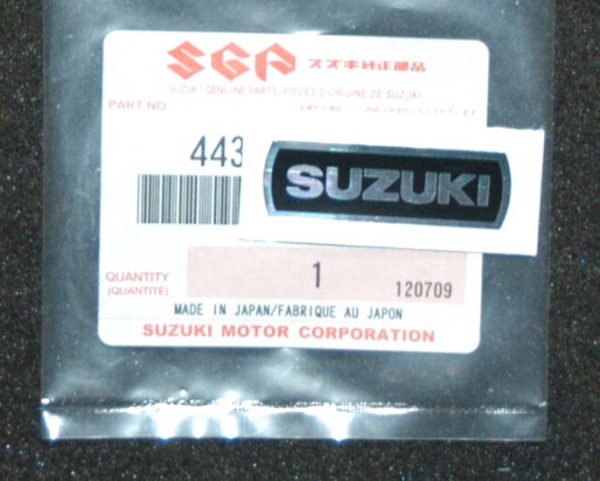 SGP スズキ純正部品
SUZUKI GENUINE PARTS/PIECES D'ORIGINE DE SUZUKI
PART NO.
443
SUZUKI
QUANTITY 1
(QUANTITÉ) 120709
MADE IN JAPAN/FABRIQUE AU JAPON
SUZUKI MOTOR CORPORATION